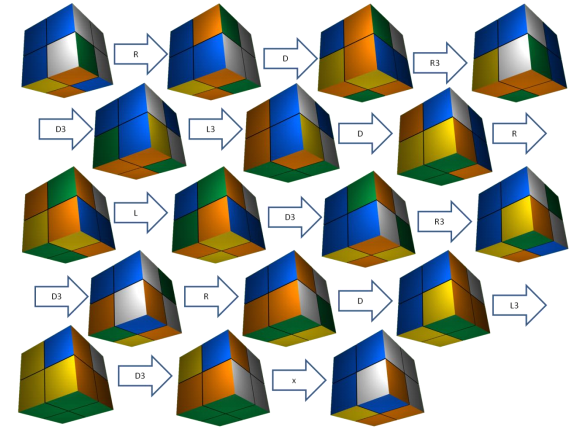 R D R3
D3 L3 D R
L D3 R3
D3 R D L3
D3 x